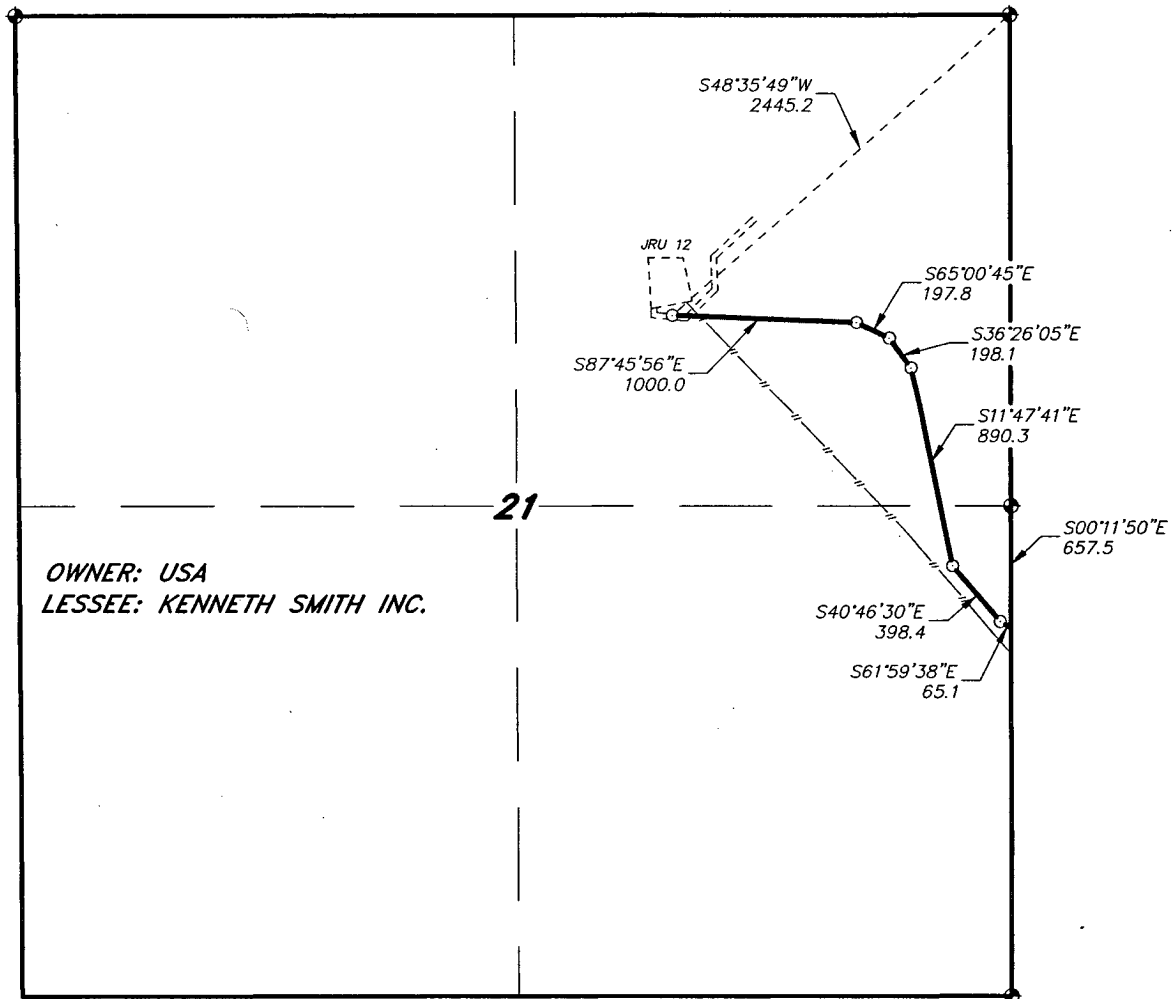 S48°35'49"W
2445.2
JRU 12
S65°00'45"E
197.8
S36°26'05"E
198.1
S87°45'56"E
1000.0
S11°47'41"E
890.3
21
S00°11'50"E
657.5
OWNER: USA
LESSEE: KENNETH SMITH INC.
S40°46'30"E
398.4
S61°59'38"E
65.1